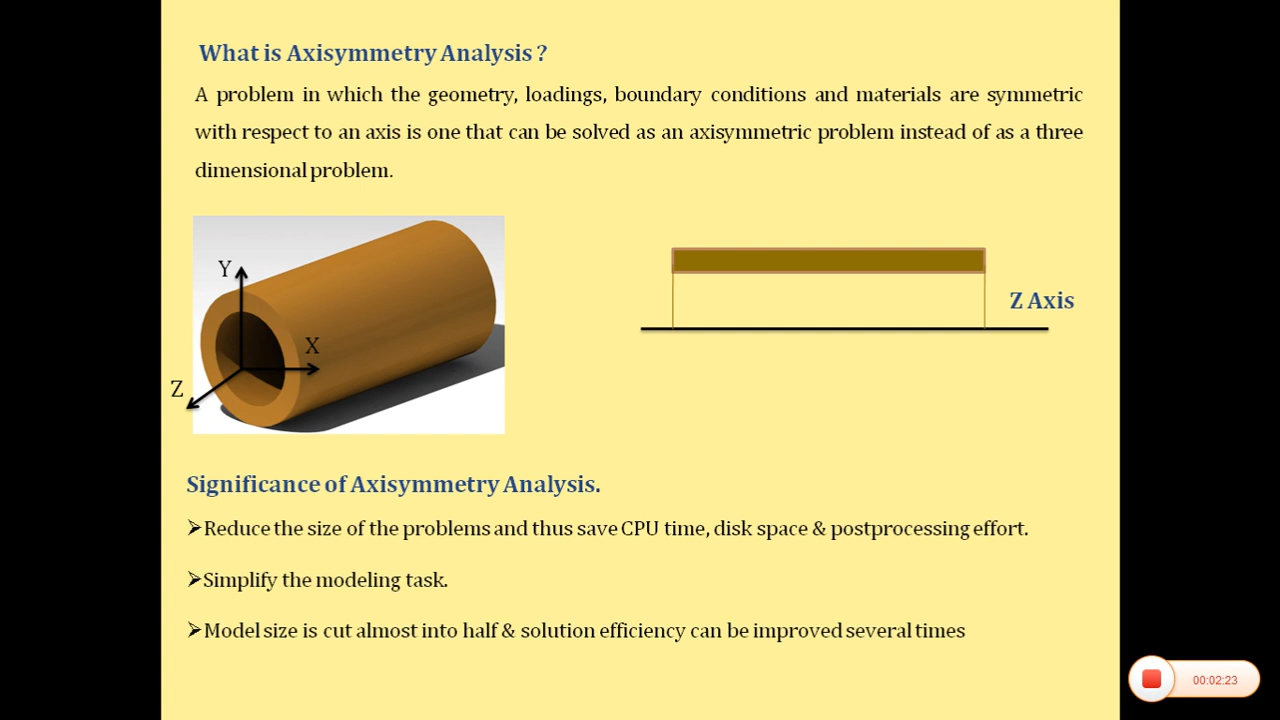 What is Axisymmetry Analysis ?
A problem in which the geometry, loadings, boundary conditions and materials are symmetric
with respect to an axis is one that can be solved as an axisymmetric problem instead of as a three
dimensional problem.
Y
X
Z
Z Axis
Significance of Axisymmetry Analysis.
➢Reduce the size of the problems and thus save CPU time, disk space & postprocessing effort.
➢Simplify the modeling task.
➢Model size is cut almost into half & solution efficiency can be improved several times
00:02:23